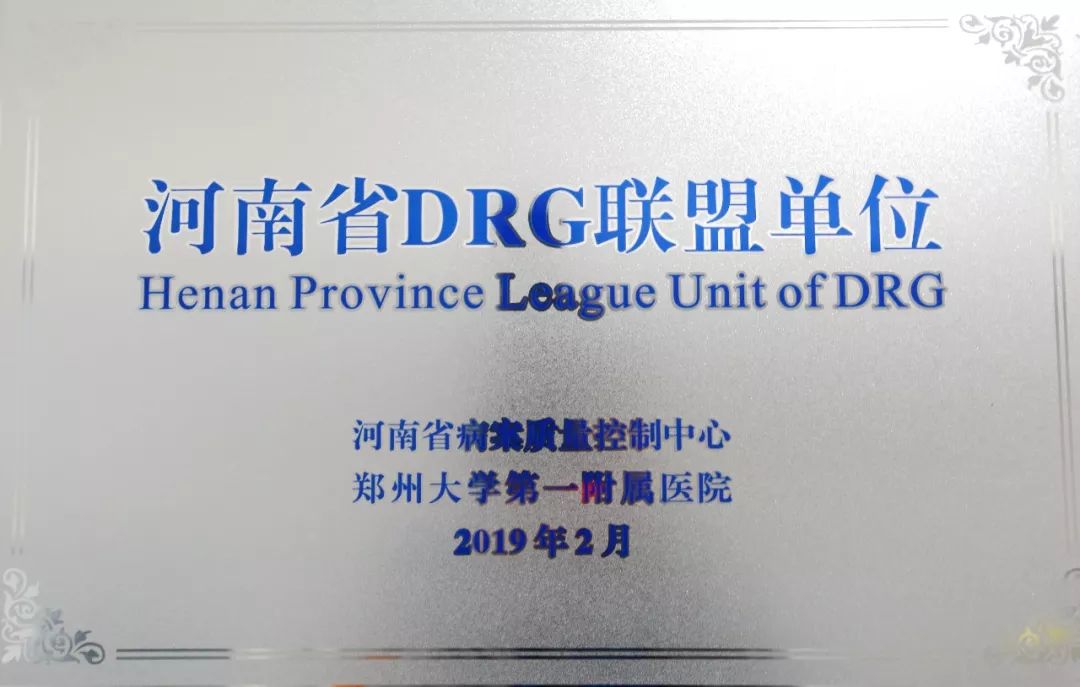 河南省DRG联盟单位
Henan Province League Unit of DRG
河南省病案质量控制中心
郑州大学第一附属医院
2019年2月